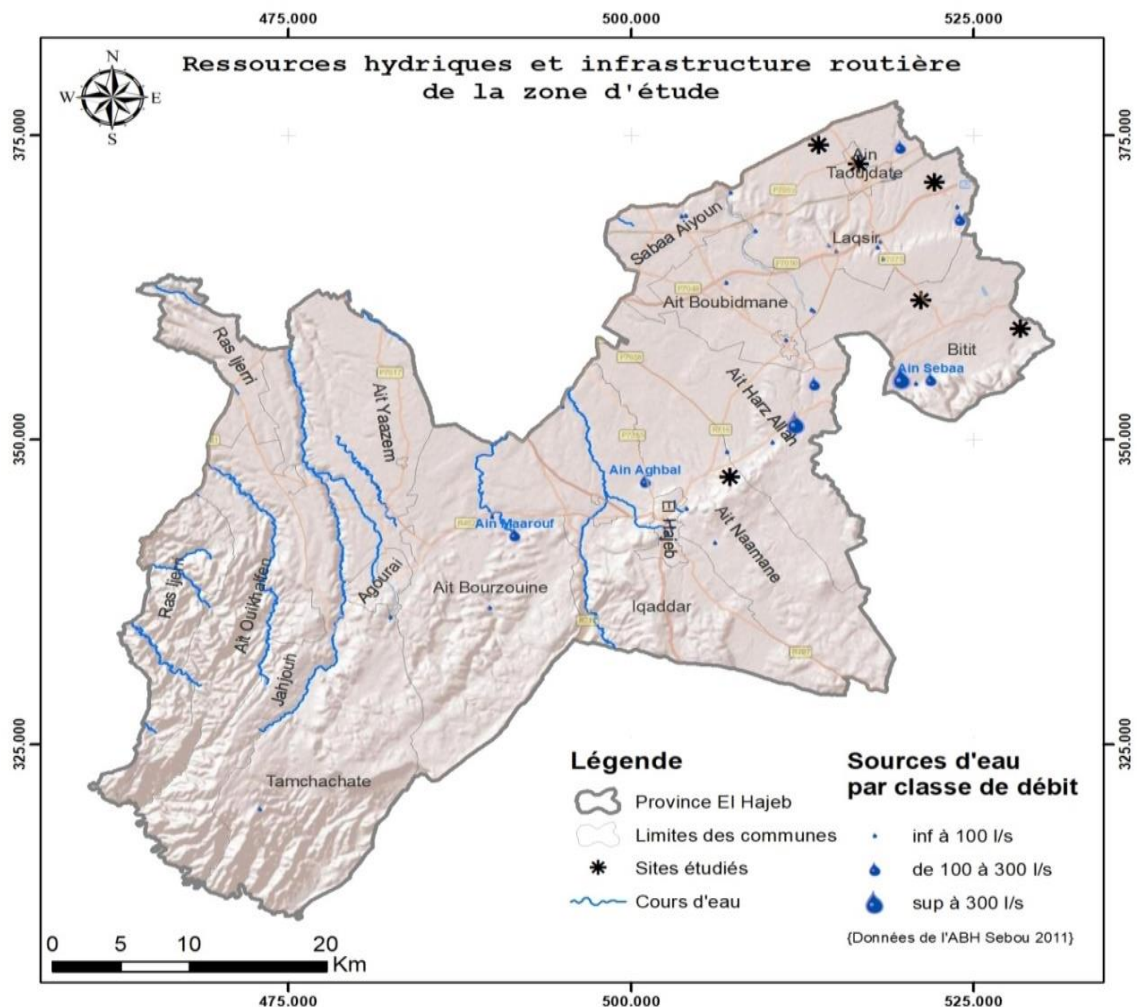 475.000
500.000
525.000
Ressources hydriques et infrastructure routière
de la zone d'étude
N
W
E
S
375.000
375.000
Ain
Taoujdate
Sabaa Aiyoun
Laqsir
Ait Boubidmane
Bitit
Ain Sebaa
Ras Ijerri
Ait Yaazem
Ait Harz Allah
350.000
350.000
Ain Aghbal
Ain Maarouf
El Hajeb
Ait Naamane
Ras Ijerri
Ait Ouikhalfen
Agourai
Ait Bourzouine
Iqaddar
Jahjouh
325.000
325.000
Tamchachate
Légende
Province El Hajeb
Limites des communes
Sites étudiés
Cours d'eau
Sources d'eau
par classe de débit
inf à 100 l/s
de 100 à 300 l/s
sup à 300 l/s
{Données de l'ABH Sebou 2011}
0
5
10
20
Km
475.000
500.000
525.000